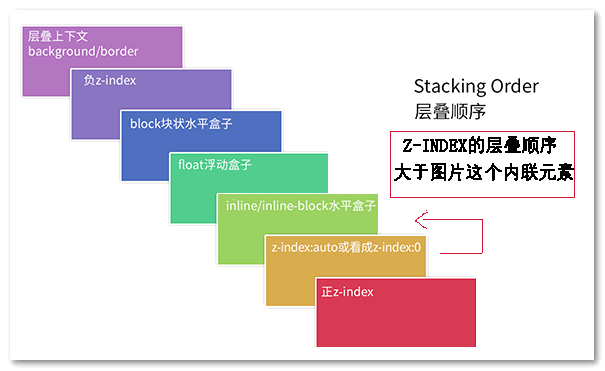 层叠上下文
background/border
负z-index
block块状水平盒子
float浮动盒子
inline/inline-block水平盒子
z-index:auto或看成z-index:0
正z-index
Stacking Order
层叠顺序
Z-INDEX的层叠顺序
大于图片这个内联元素